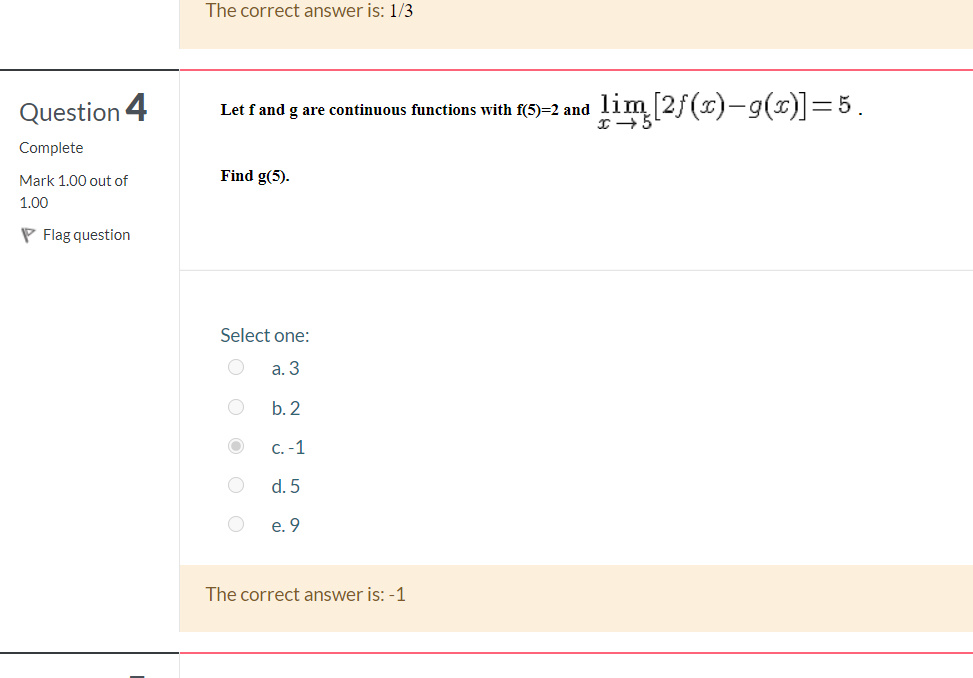 The correct answer is: 1/3
Question 4
Complete
Mark 1.00 out of
1.00
Flag question
Let f and g are continuous functions with f(5)=2 and lim x→5 [2f(x)−g(x)]=5.
Find g(5).
Select one:
a. 3
b. 2
c. -1
d. 5
e. 9
The correct answer is: -1